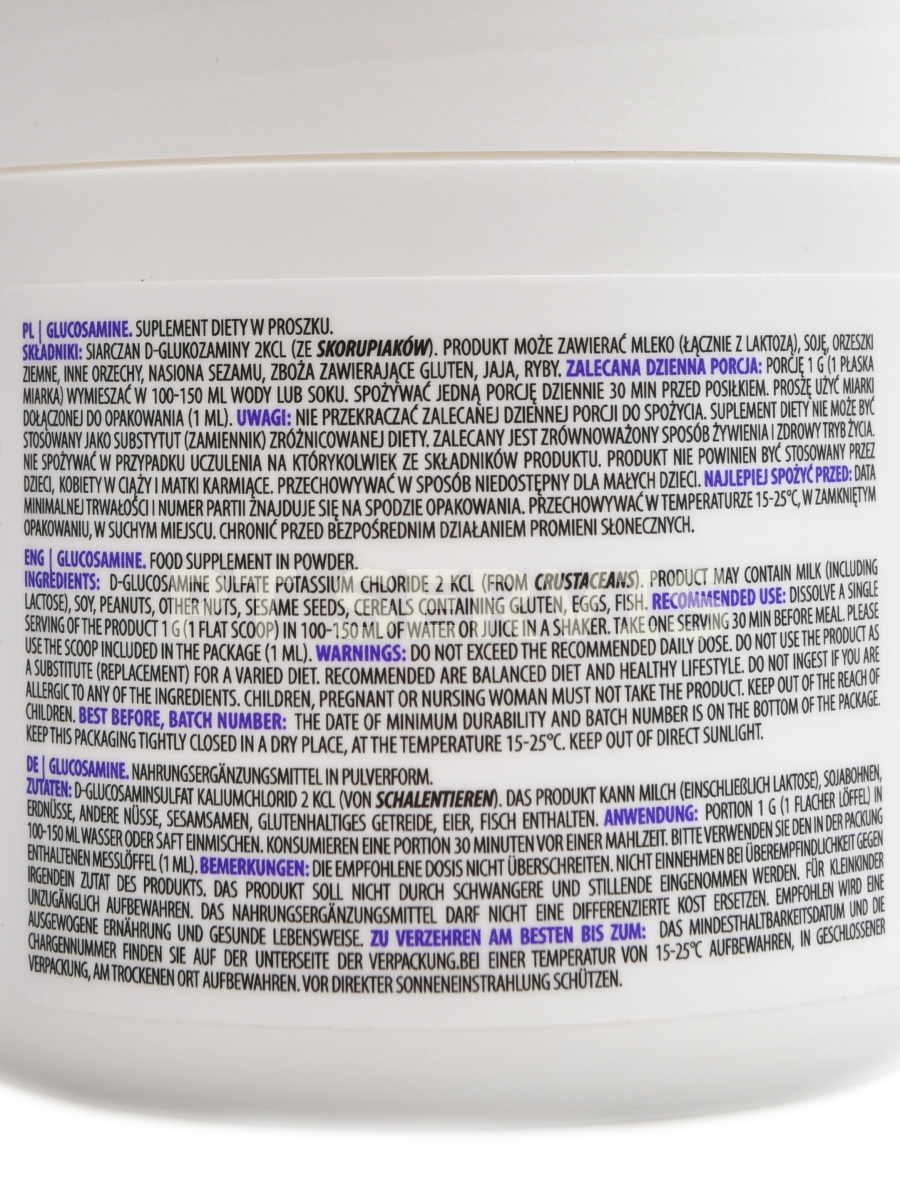 PL | GLUCOSAMINE. SUPLEMENT DIETY W PROSZKU.
SKŁADNIKI: SIARCZAN D-GLUKOZAMINY 2KCL (ZE SKORUPIAKÓW). PRODUKT MOŻE ZAWIERAĆ MLEKO (ŁĄCZNIE Z LAKTOZĄ), SOJĘ, ORZESZKI
ZIEMNE, INNE ORZECHY, NASIONA SEZAMU, ZBOŻA ZAWIERAJĄCE GLUTEN, JAJA, RYBY. ZALECANA DZIENNA PORCJA: PORCJĘ 1 G (1 PŁASKA
MIARKA) WYMIESZAĆ W 100-150 ML WODY LUB SOKU. SPOŻYWAĆ JEDNĄ PORCJĘ DZIENNIE 30 MIN PRZED POSIŁKIEM. PROSZĘ UŻYĆ MIARKI
DOŁĄCZONEJ DO OPAKOWANIA (1 ML). UWAGI: NIE PRZEKRACZAĆ ZALECANEJ DZIENNEJ PORCJI DO SPOŻYCIA. SUPLEMENT DIETY NIE MOŻE BYĆ
STOSOWANY JAKO SUBSTYTUT (ZAMIENNIK) ZRÓŻNICOWANEJ DIETY. ZALECANY JEST ZRÓWNOWAŻONY SPOSÓB ŻYWIENIA I ZDROWY TRYB ŻYCIA.
NIE SPOŻYWAĆ W PRZYPADKU UCZULENIA NA KTÓRYKOLWIEK ZE SKŁADNIKÓW PRODUKTU. PRODUKT NIE POWINIEN BYĆ STOSOWANY PRZEZ
DZIECI, KOBIETY W CIĄŻY I MATKI KARMIĄCE. PRZECHOWYWAĆ W SPOSÓB NIEDOSTĘPNY DLA MAŁYCH DZIECI. NAJLEPIEJ SPOŻYĆ PRZED: DATA
MINIMALNEJ TRWAŁOŚCI I NUMER PARTII ZNAJDUJE SIĘ NA SPODZIE OPAKOWANIA. PRZECHOWYWAĆ W TEMPERATURZE 15-25°C, W ZAMKNIĘTYM
OPAKOWANIU, W SUCHYM MIEJSCU. CHRONIĆ PRZED BEZPOŚREDNIM DZIAŁANIEM PROMIENI SŁONECZNYCH.
ENG | GLUCOSAMINE. FOOD SUPPLEMENT IN POWDER.
INGREDIENTS: D-GLUCOSAMINE SULFATE POTASSIUM CHLORIDE 2 KCL (FROM CRUSTACEANS). PRODUCT MAY CONTAIN MILK (INCLUDING
LACTOSE), SOY, PEANUTS, OTHER NUTS, SESAME SEEDS, CEREALS CONTAINING GLUTEN, EGGS, FISH. RECOMMENDED USE: DISSOLVE A SINGLE
SERVING OF THE PRODUCT 1 G (1 FLAT SCOOP) IN 100-150 ML OF WATER OR JUICE IN A SHAKER. TAKE ONE SERVING 30 MIN BEFORE MEAL. PLEASE
USE THE SCOOP INCLUDED IN THE PACKAGE (1 ML). WARNINGS: DO NOT EXCEED THE RECOMMENDED DAILY DOSE. DO NOT USE THE PRODUCT AS
A SUBSTITUTE (REPLACEMENT) FOR A VARIED DIET. RECOMMENDED ARE BALANCED DIET AND HEALTHY LIFESTYLE. DO NOT INGEST IF YOU ARE
ALLERGIC TO ANY OF THE INGREDIENTS. CHILDREN, PREGNANT OR NURSING WOMAN MUST NOT TAKE THE PRODUCT. KEEP OUT OF THE REACH OF
CHILDREN. BEST BEFORE, BATCH NUMBER: THE DATE OF MINIMUM DURABILITY AND BATCH NUMBER IS ON THE BOTTOM OF THE PACKAGE.
KEEP THIS PACKAGING TIGHTLY CLOSED IN A DRY PLACE, AT THE TEMPERATURE 15-25°C. KEEP OUT OF DIRECT SUNLIGHT.
DE | GLUCOSAMINE. NAHRUNGSERGÄNZUNGSMITTEL IN PULVERFORM.
ZUTATEN: D-GLUCOSAMINSULFAT KALIUMCHLORID 2 KCL (VON SCHALENTIEREN). DAS PRODUKT KANN MILCH (EINSCHLIEßLICH LAKTOSE), SOJABOHNEN,
ERDNÜSSE, ANDERE NÜSSE, SESAMSAMEN, GLUTENHALTIGES GETREIDE, EIER, FISCH ENTHALTEN. ANWENDUNG: PORTION 1 G (1 FLACHER LÖFFEL) IN
100-150 ML WASSER ODER SAFT EINMISCHEN. KONSUMIEREN EINE PORTION 30 MINUTEN VOR EINER MAHLZEIT. BITTE VERWENDEN SIE DEN IN DER PACKUNG
ENTHALTENEN MESSLÖFFEL (1 ML). BEMERKUNGEN: DIE EMPFOHLENE DOSIS NICHT ÜBERSCHREITEN. NICHT EINNEHMEN BEI ÜBEREMPFINDLICHKEIT GEGEN
IRGENDEIN ZUTAT DES PRODUKTS. DAS PRODUKT SOLL NICHT DURCH SCHWANGERE UND STILLENDE EINGENOMMEN WERDEN. FÜR KLEINKINDER
UNZUGÄNGLICH AUFBEWAHREN. DAS NAHRUNGSERGÄNZUNGSMITTEL DARF NICHT EINE DIFFERENZIERTE KOST ERSETZEN. EMPFOHLEN WIRD EINE
AUSGEWOGENE ERNÄHRUNG UND GESUNDE LEBENSWEISE. ZU VERZEHREN AM BESTEN BIS ZUM: DAS MINDESTHALTBARKEITSDATUM UND DIE
CHARGENNUMMER FINDEN SIE AUF DER UNTERSEITE DER VERPACKUNG.BEI EINER TEMPERATUR VON 15-25°C AUFBEWAHREN, IN GESCHLOSSENER
VERPACKUNG, AM TROCKENEN ORT AUFBEWAHREN. VOR DIREKTER SONNENEINSTRAHLUNG SCHÜTZEN.